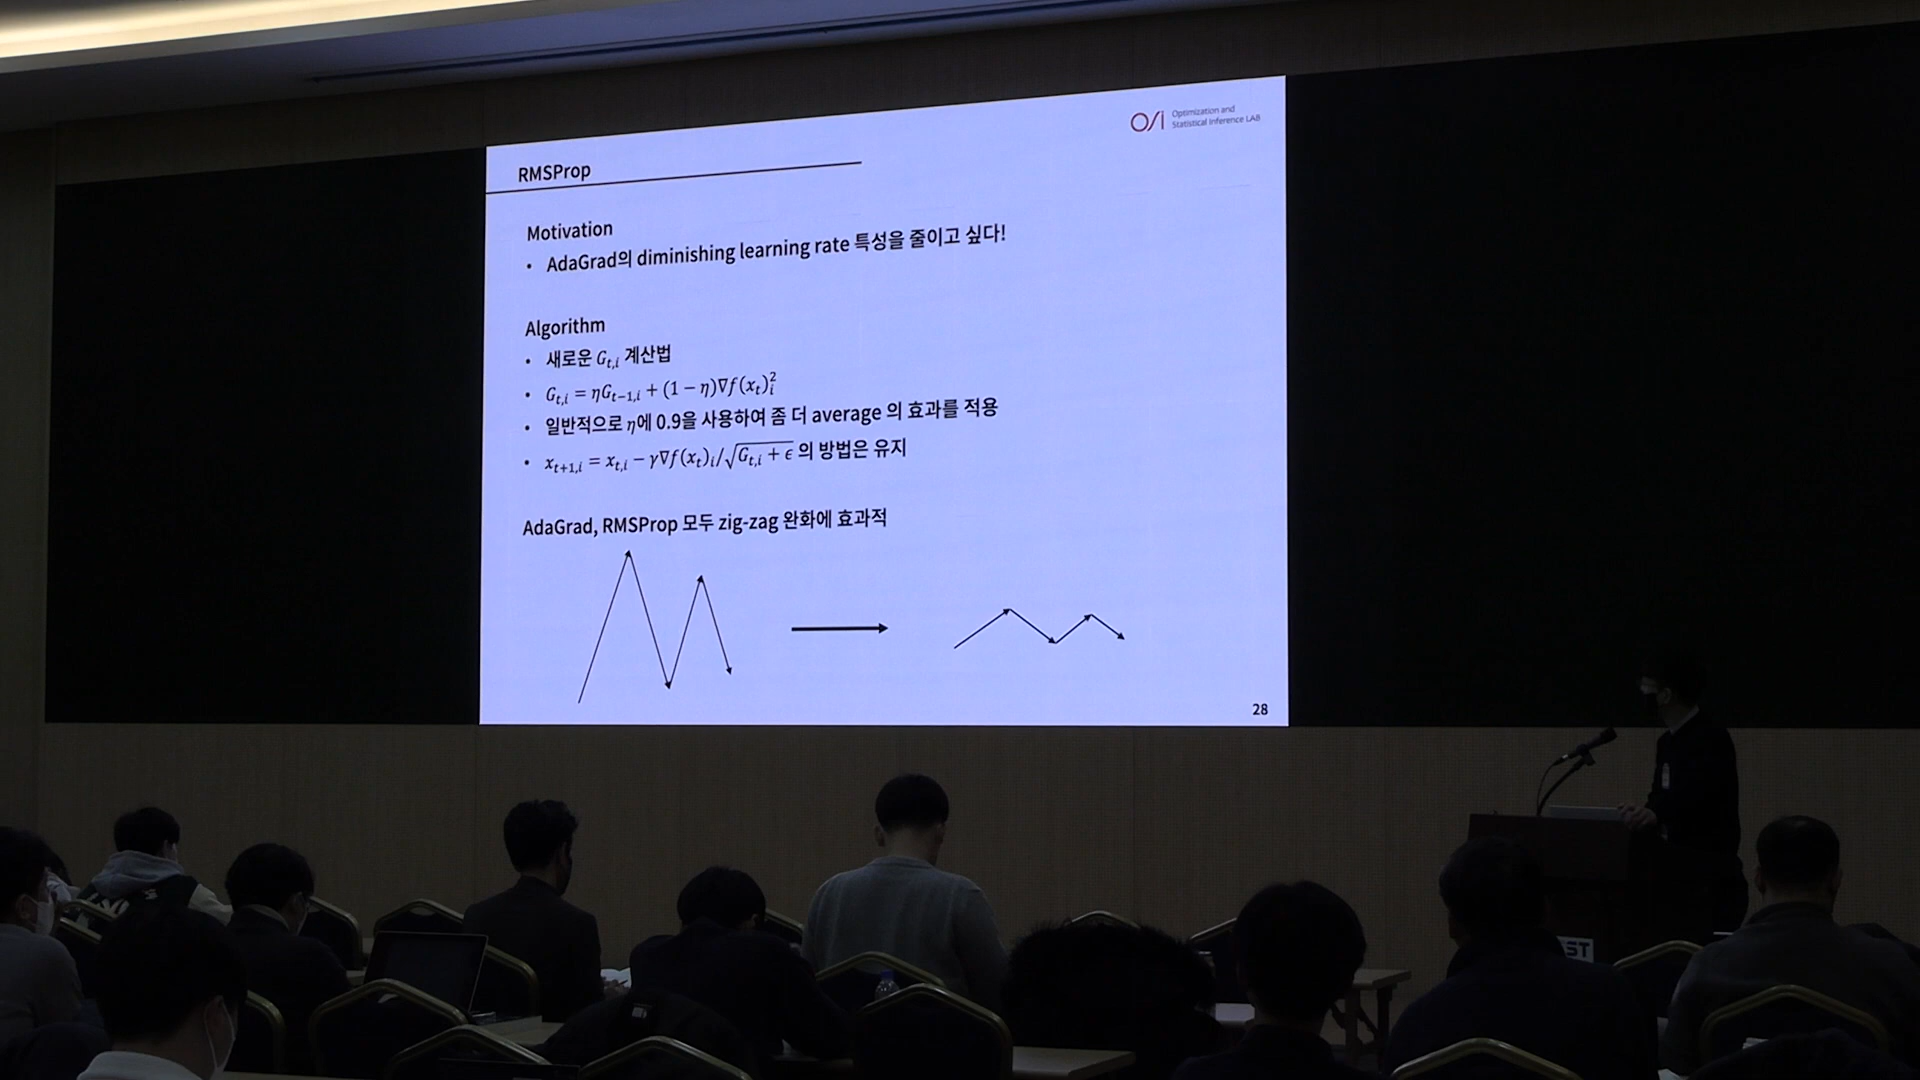 OSi Optimization and
Statistical Inference LAB
RMSProp
Motivation
• AdaGrad의 diminishing learning rate 특성을 줄이고 싶다!
Algorithm
• 새로운 G_{t,i} 계산법
• G_{t,i} = ηG_{t−1,i} + (1 − η)∇f(x_t)_i^2
• 일반적으로 η에 0.9을 사용하여 좀 더 average 의 효과를 적용
• x_{t+1,i} = x_{t,i} − γ∇f(x_t)_i/√(G_{t,i} + ϵ) 의 방법은 유지
AdaGrad, RMSProp 모두 zig-zag 완화에 효과적
28